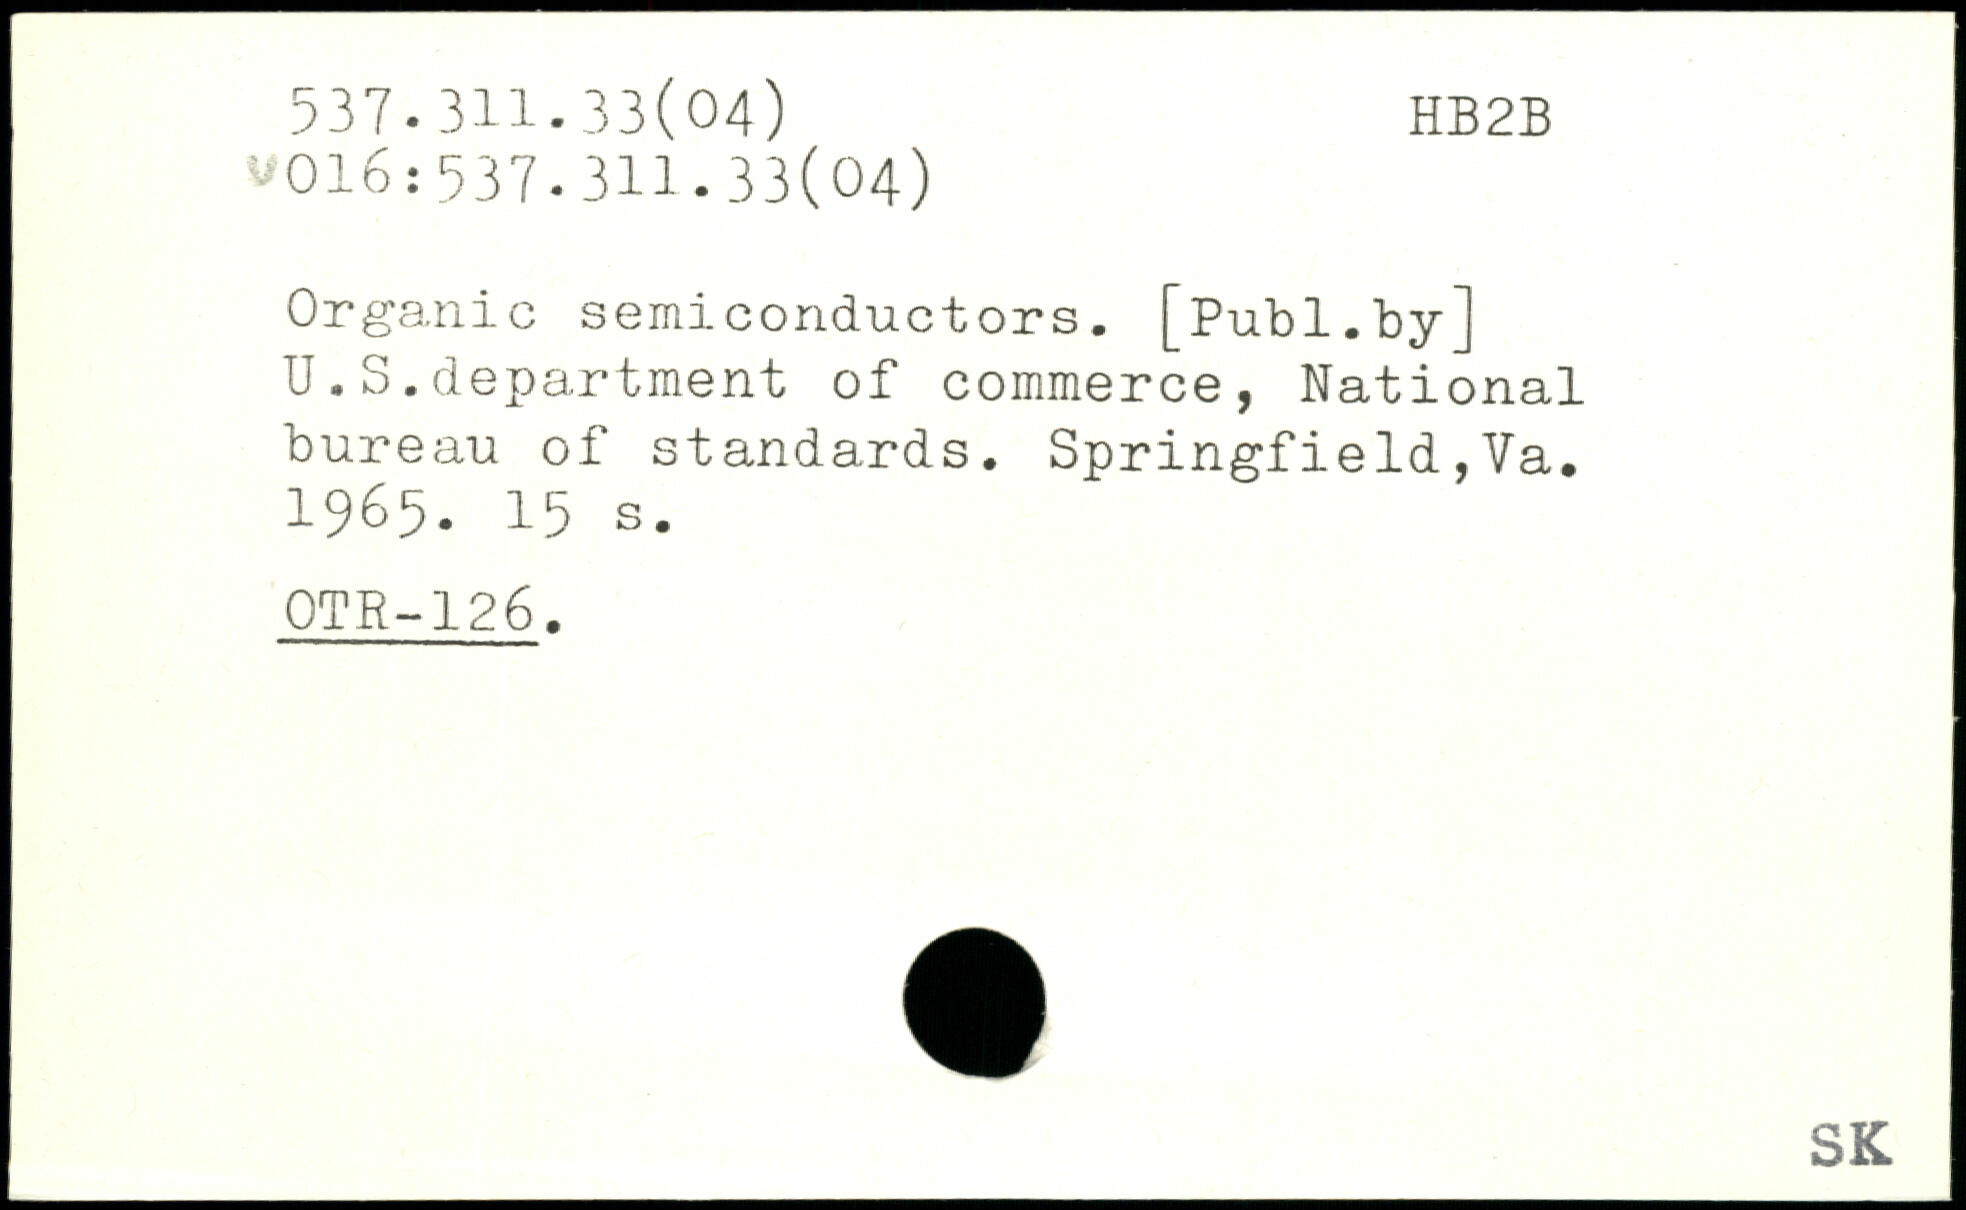 537.311.33(04) HB2B
v016:537.311.33(04)
Organic semiconductors. [Publ.by]
U.S.department of commerce, National
bureau of standards. Springfield,Va.
1965. 15 s.
OTR-126.
SK